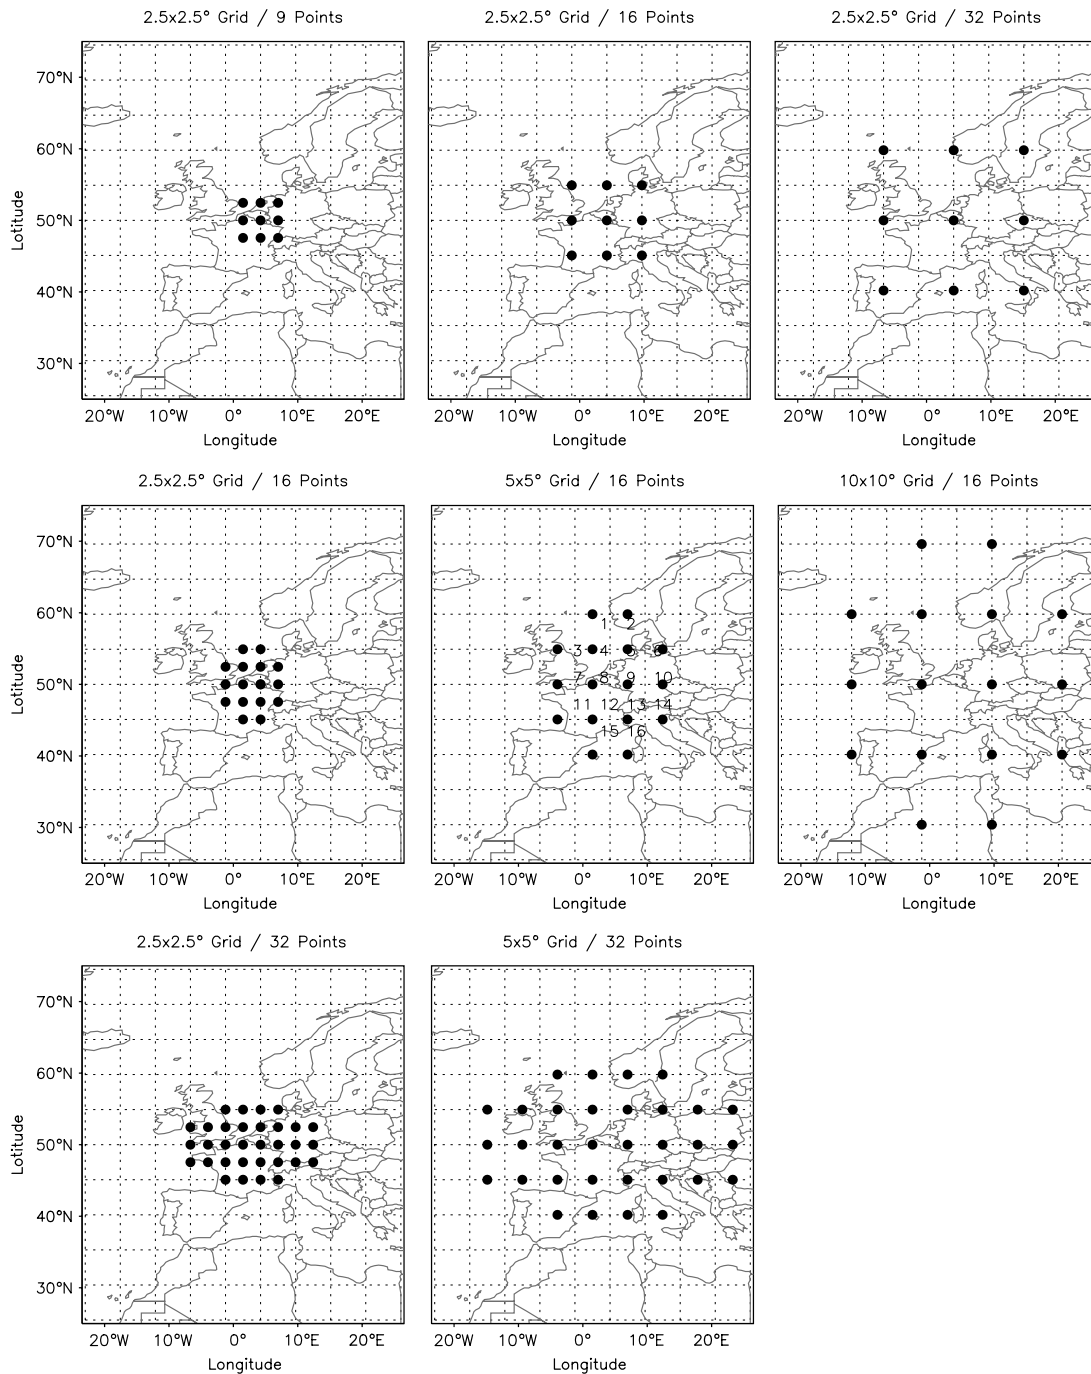 2.5x2.5° Grid / 9 Points
2.5x2.5° Grid / 16 Points
2.5x2.5° Grid / 32 Points
70°N
60°N
50°N
40°N
30°N
Latitude
20°W 10°W 0° 10°E 20°E
20°W 10°W 0° 10°E 20°E
20°W 10°W 0° 10°E 20°E
Longitude
Longitude
Longitude
2.5x2.5° Grid / 16 Points
5x5° Grid / 16 Points
10x10° Grid / 16 Points
70°N
60°N
50°N
40°N
30°N
Latitude
1 2
3 4 5 6
7 8 9 10
11 12 13 14
15 16
20°W 10°W 0° 10°E 20°E
20°W 10°W 0° 10°E 20°E
20°W 10°W 0° 10°E 20°E
Longitude
Longitude
Longitude
2.5x2.5° Grid / 32 Points
5x5° Grid / 32 Points
70°N
60°N
50°N
40°N
30°N
Latitude
20°W 10°W 0° 10°E 20°E
20°W 10°W 0° 10°E 20°E
Longitude
Longitude